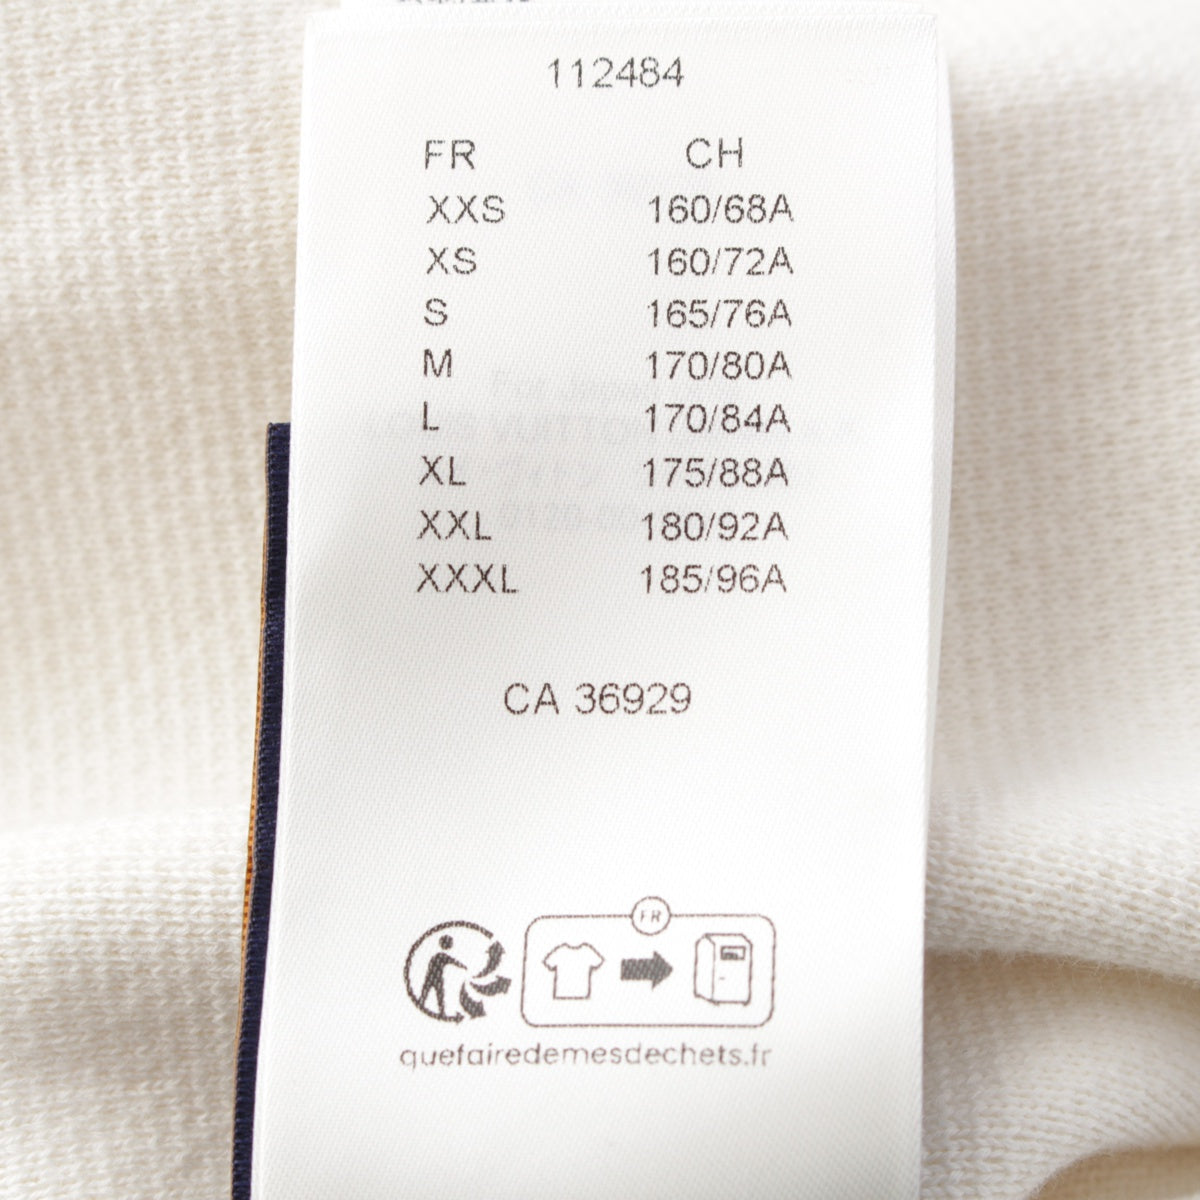 112484
FR CH
XXS 160/68A
XS 160/72A
S 165/76A
M 170/80A
L 170/84A
XL 175/88A
XXL 180/92A
XXXL 185/96A
CA 36929
FR
quefairedemesdechets.fr